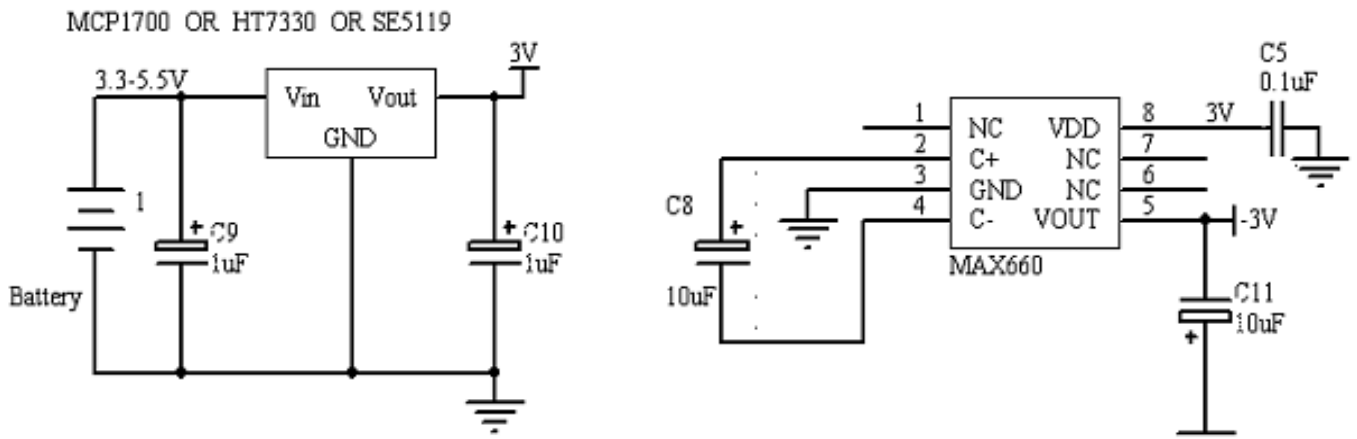 MCP1700 OR HT7330 OR SE5119
3V
3.3-5.5V
Vin Vout
GND
1
+
C9
1uF
+
C10
1uF
Battery
C5
0.1uF
1 NC VDD 8 3V
2 C+ NC 7
3 GND NC 6
4 C- VOUT 5
-3V
MAX660
C8
+
10uF
C11
10uF
+